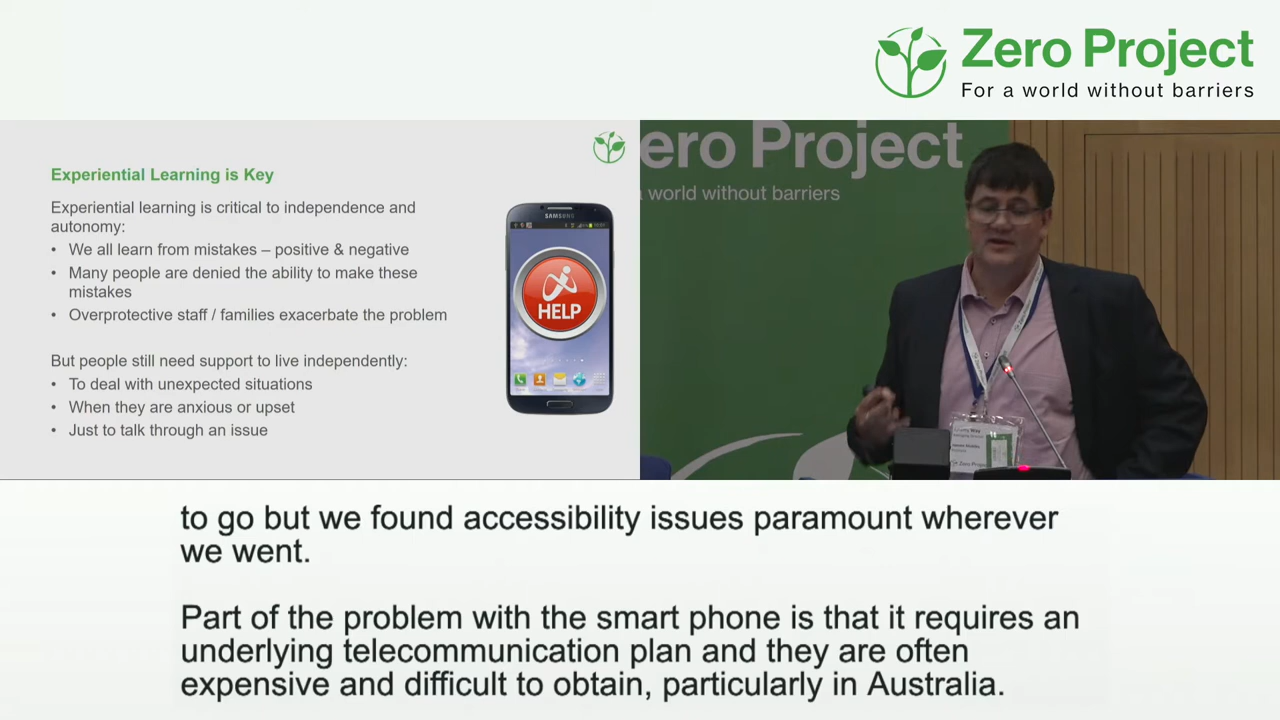 Zero Project
For a world without barriers
Experiential Learning is Key
Experiential learning is critical to independence and
autonomy:
• We all learn from mistakes – positive & negative
• Many people are denied the ability to make these
mistakes
• Overprotective staff / families exacerbate the problem
But people still need support to live independently:
• To deal with unexpected situations
• When they are anxious or upset
• Just to talk through an issue
SAMSUNG
HELP
ero Project
world without barriers
Zero Project
to go but we found accessibility issues paramount wherever
we went.
Part of the problem with the smart phone is that it requires an
underlying telecommunication plan and they are often
expensive and difficult to obtain, particularly in Australia.